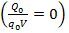 (Q₀/q₀V = 0)